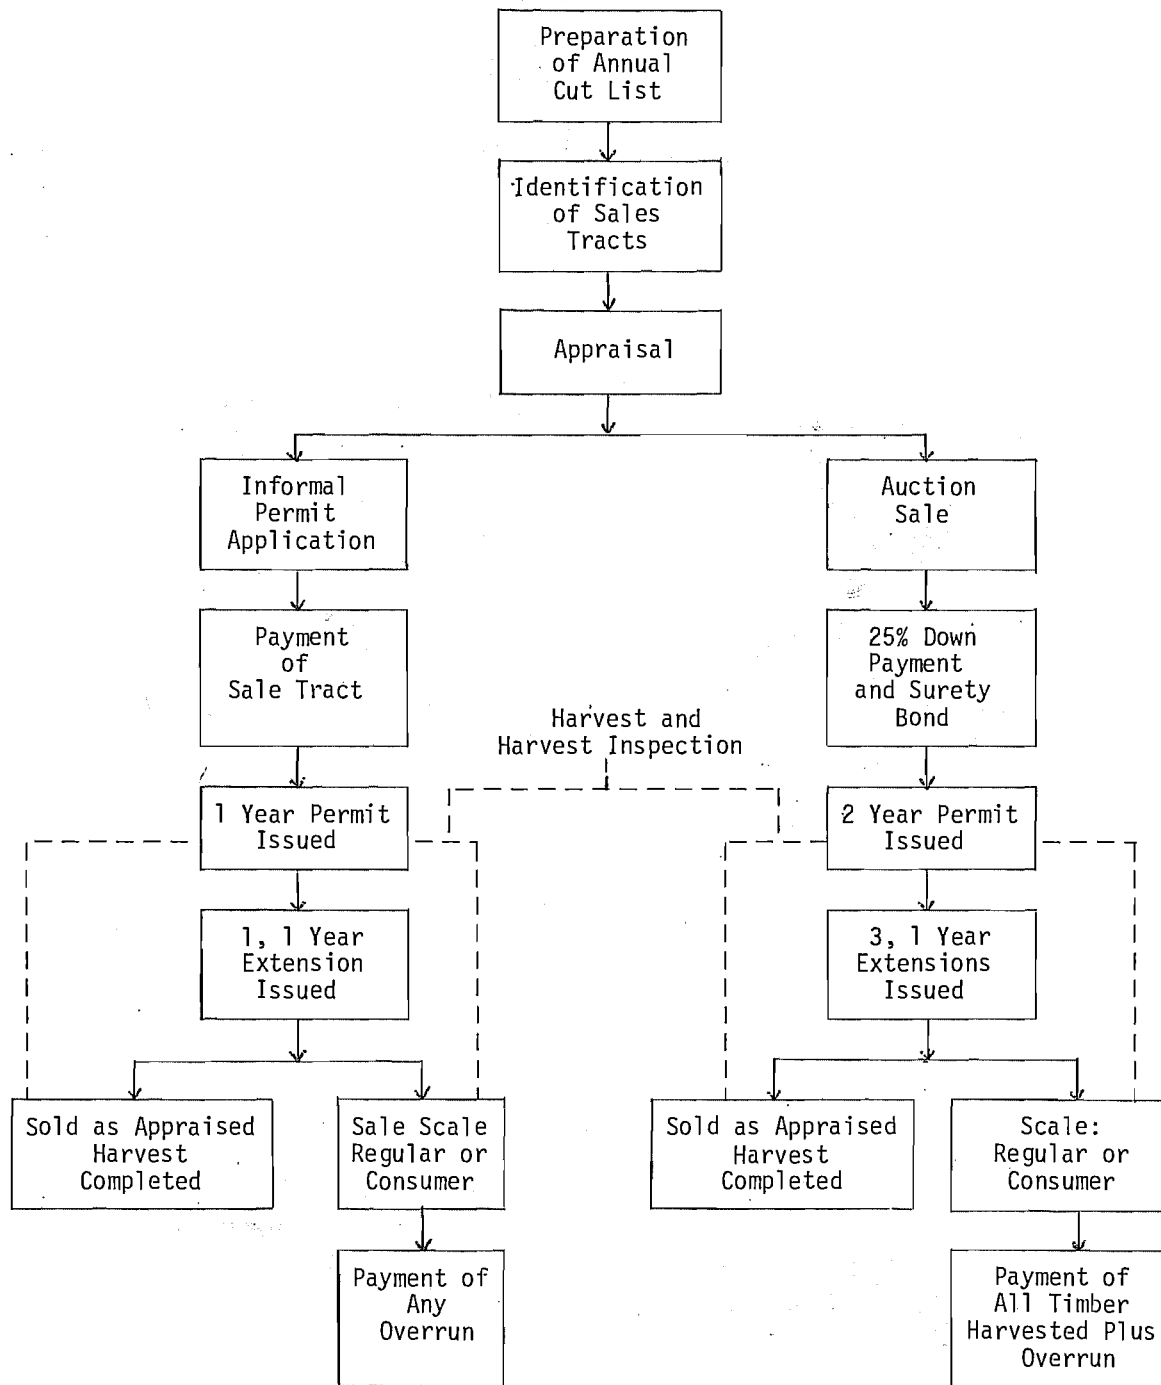 Preparation
of Annual
Cut List
Identification
of Sales
Tracts
Appraisal
Informal
Permit
Application
Auction
Sale
Payment
of
Sale Tract
25% Down
Payment
and Surety
Bond
Harvest and
Harvest Inspection
1 Year Permit
Issued
2 Year Permit
Issued
1, 1 Year
Extension
Issued
3, 1 Year
Extensions
Issued
Sold as Appraised
Harvest
Completed
Sale Scale
Regular or
Consumer
Sold as Appraised
Harvest
Completed
Scale:
Regular or
Consumer
Payment of
Any
Overrun
Payment of
All Timber
Harvested Plus
Overrun